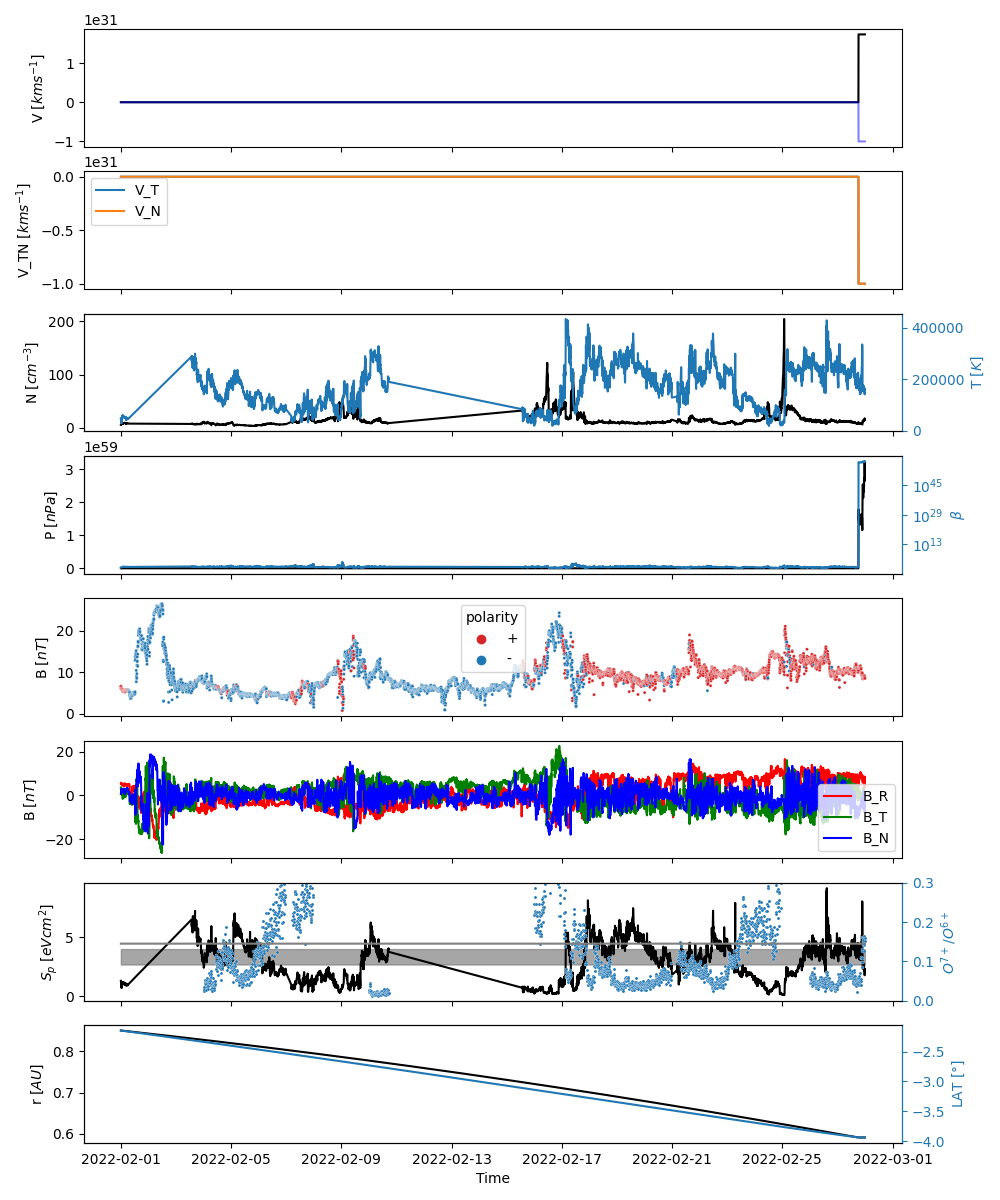 1e31
V [kms⁻¹]
1
0
−1
1e31
V_TN [kms⁻¹]
0.0
−0.5
−1.0
V_T
V_N
N [cm⁻³]
200
100
0
400000
200000
0
T [K]
1e59
P [nPa]
3
2
1
0
10⁴⁵
10²⁹
10¹³
β
B [nT]
20
10
0
polarity
+
-
B [nT]
20
0
−20
B_R
B_T
B_N
Sₚ [eVcm²]
5
0
0.3
0.2
0.1
0.0
O⁷⁺/O⁶⁺
r [AU]
0.8
0.7
0.6
−2.5
−3.0
−3.5
−4.0
LAT [°]
2022-02-01 2022-02-05 2022-02-09 2022-02-13 2022-02-17 2022-02-21 2022-02-25 2022-03-01
Time